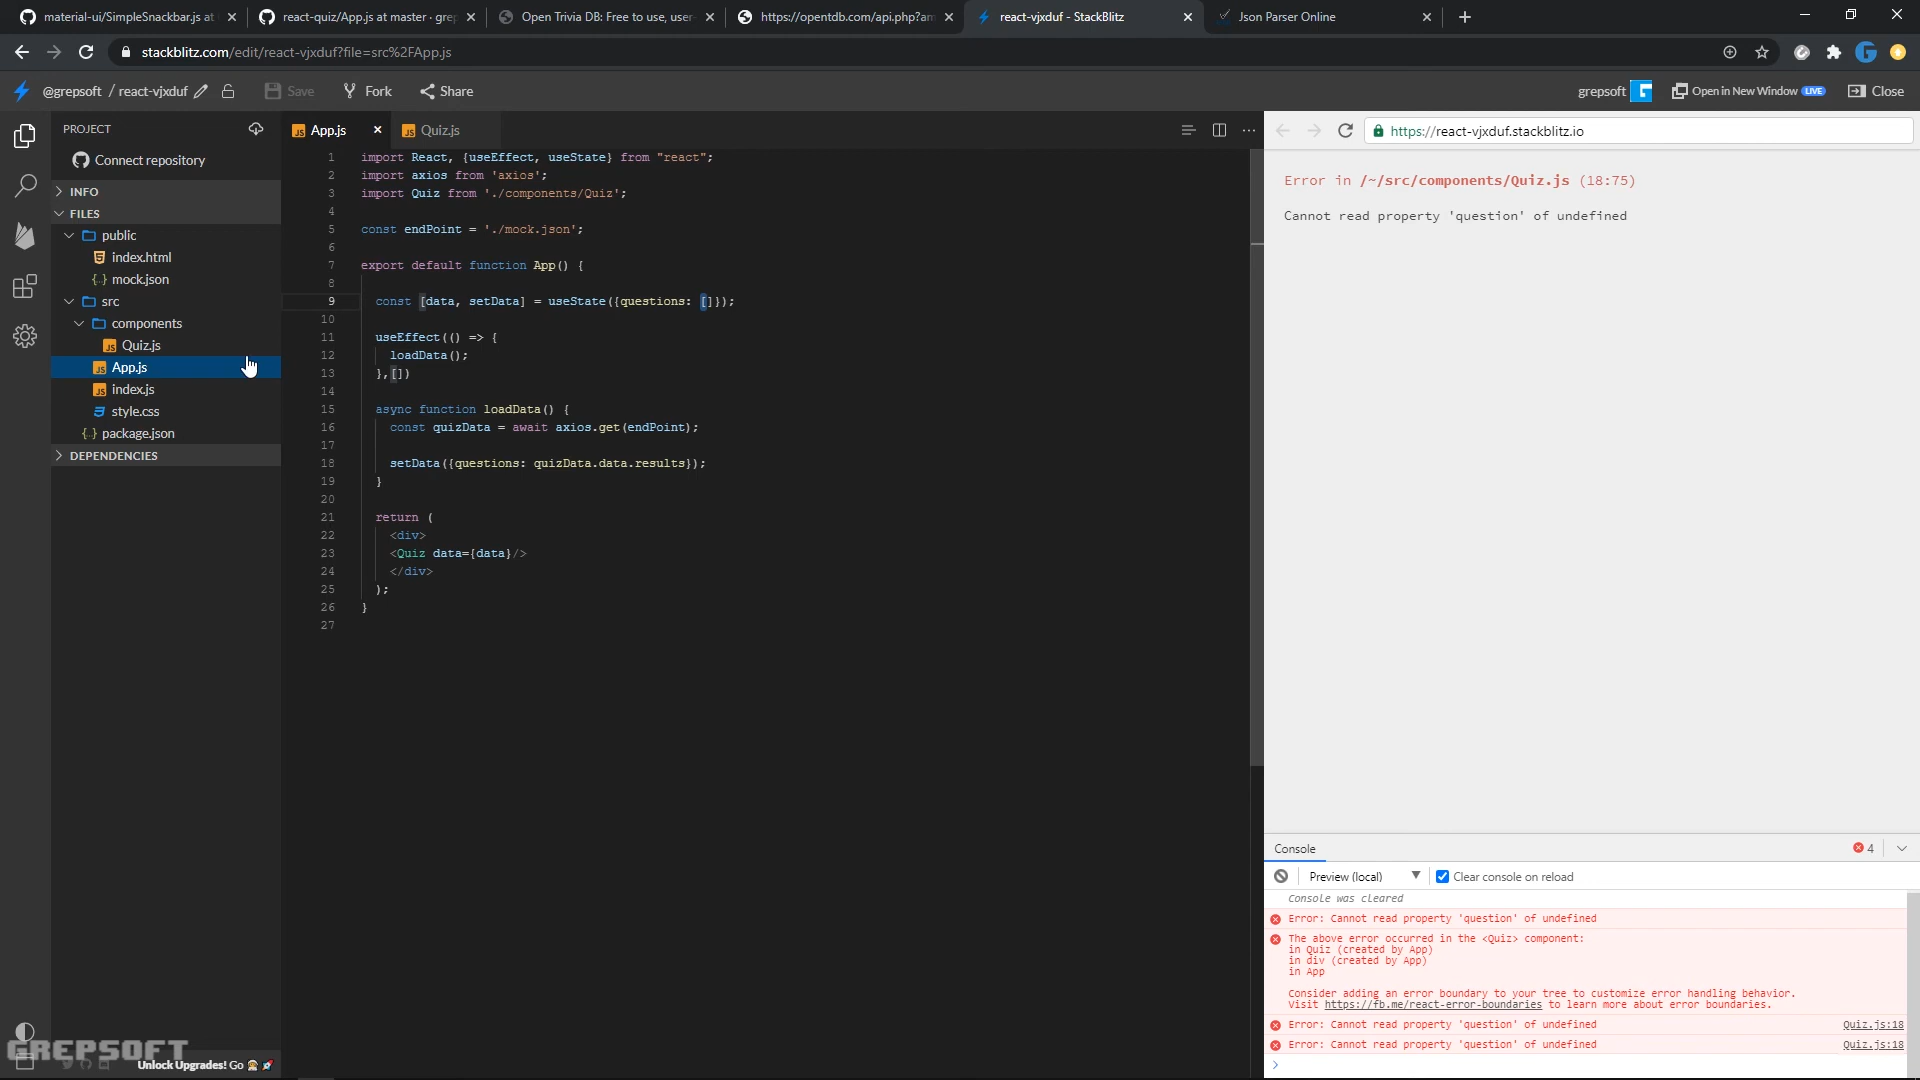 material-ui/SimpleSnackbar.js at
react-quiz/App.js at master · grep
Open Trivia DB: Free to use, user-
https://opentdb.com/api.php?am
react-vjxduf - StackBlitz
Json Parser Online
stackblitz.com/edit/react-vjxduf?file=src%2FApp.js
@grepsoft / react-vjxduf
Save
Fork
Share
grepsoft
Open in New Window LIVE
Close
PROJECT
Connect repository
INFO
FILES
public
index.html
{··} mock.json
src
components
JS Quiz.js
JS App.js
JS index.js
style.css
{··} package.json
DEPENDENCIES
JS App.js
JS Quiz.js
1 import React, {useEffect, useState} from "react";
2 import axios from 'axios';
3 import Quiz from './components/Quiz';
4
5 const endPoint = './mock.json';
6
7 export default function App() {
8
9 const [data, setData] = useState({questions: []});
10
11 useEffect(() => {
12 loadData();
13 },[])
14
15 async function loadData() {
16 const quizData = await axios.get(endPoint);
17
18 setData({questions: quizData.data.results});
19 }
20
21 return (
22 <div>
23 <Quiz data={data}/>
24 </div>
25 );
26 }
27
https://react-vjxduf.stackblitz.io
Error in /~/src/components/Quiz.js (18:75)
Cannot read property 'question' of undefined
Console
4
Preview (local)
Clear console on reload
Console was cleared
Error: Cannot read property 'question' of undefined
The above error occurred in the <Quiz> component:
in Quiz (created by App)
in div (created by App)
in App
Consider adding an error boundary to your tree to customize error handling behavior.
Visit https://fb.me/react-error-boundaries to learn more about error boundaries.
Error: Cannot read property 'question' of undefined Quiz.js:18
Error: Cannot read property 'question' of undefined Quiz.js:18
GREPSOFT
Unlock Upgrades! Go